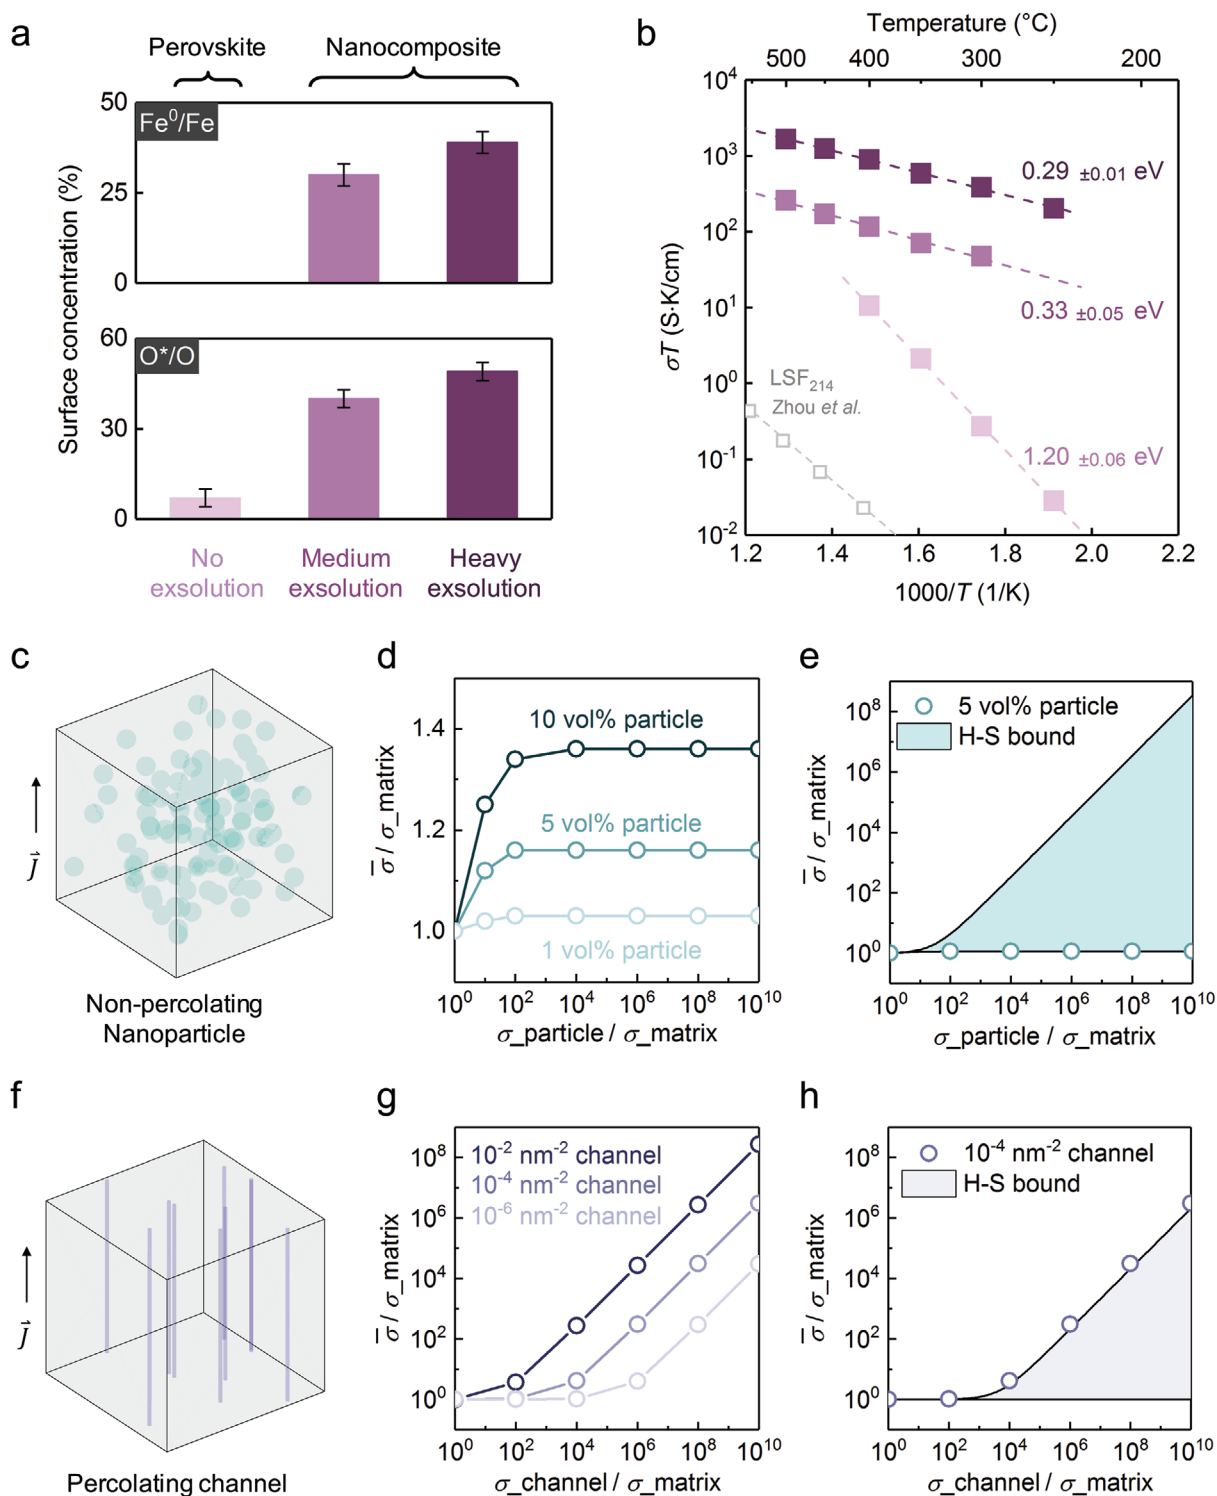 a
Perovskite
Nanocomposite
Fe⁰/Fe
50
25
0
O*/O
60
30
0
Surface concentration (%)
No
exsolution
Medium
exsolution
Heavy
exsolution
b
Temperature (°C)
500
400
300
200
10⁴
10³
10²
10¹
10⁰
10⁻¹
10⁻²
σT (S·K/cm)
0.29 ±0.01 eV
0.33 ±0.05 eV
LSF₂₁₄
Zhou et al.
1.20 ±0.06 eV
1.2
1.4
1.6
1.8
2.0
2.2
1000/T (1/K)
c
J⃗
Non-percolating
Nanoparticle
d
σ̅ / σ_matrix
1.4
1.2
1.0
10 vol% particle
5 vol% particle
1 vol% particle
10⁰ 10² 10⁴ 10⁶ 10⁸ 10¹⁰
σ_particle / σ_matrix
e
σ̅ / σ_matrix
10⁸
10⁶
10⁴
10²
10⁰
5 vol% particle
H-S bound
10⁰ 10² 10⁴ 10⁶ 10⁸ 10¹⁰
σ_particle / σ_matrix
f
J⃗
Percolating channel
g
σ̅ / σ_matrix
10⁸
10⁶
10⁴
10²
10⁰
10⁻² nm⁻² channel
10⁻⁴ nm⁻² channel
10⁻⁶ nm⁻² channel
10⁰ 10² 10⁴ 10⁶ 10⁸ 10¹⁰
σ_channel / σ_matrix
h
σ̅ / σ_matrix
10⁸
10⁶
10⁴
10²
10⁰
10⁻⁴ nm⁻² channel
H-S bound
10⁰ 10² 10⁴ 10⁶ 10⁸ 10¹⁰
σ_channel / σ_matrix